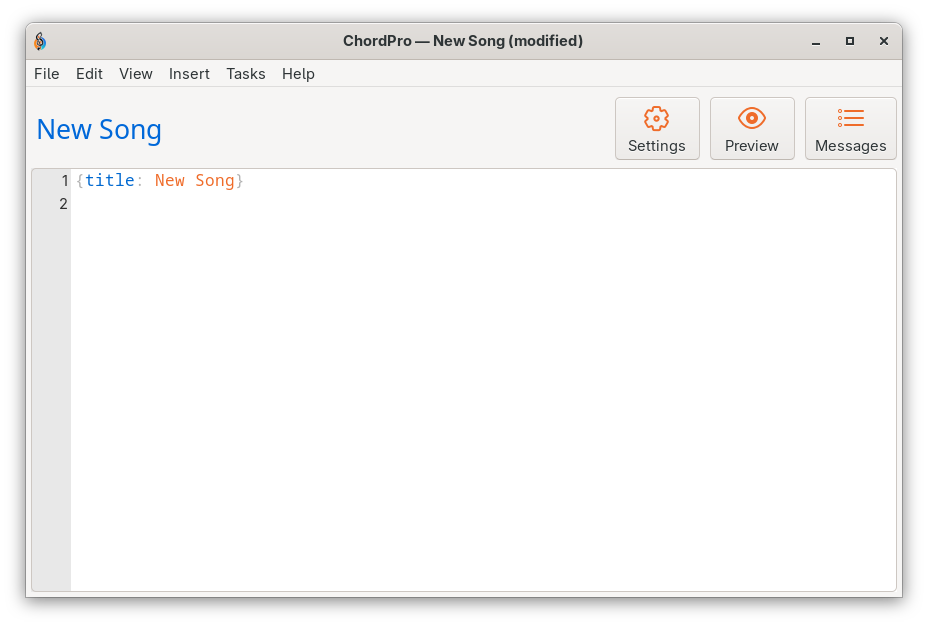 ChordPro — New Song (modified)
File Edit View Insert Tasks Help
New Song
Settings Preview Messages
1 {title: New Song}
2